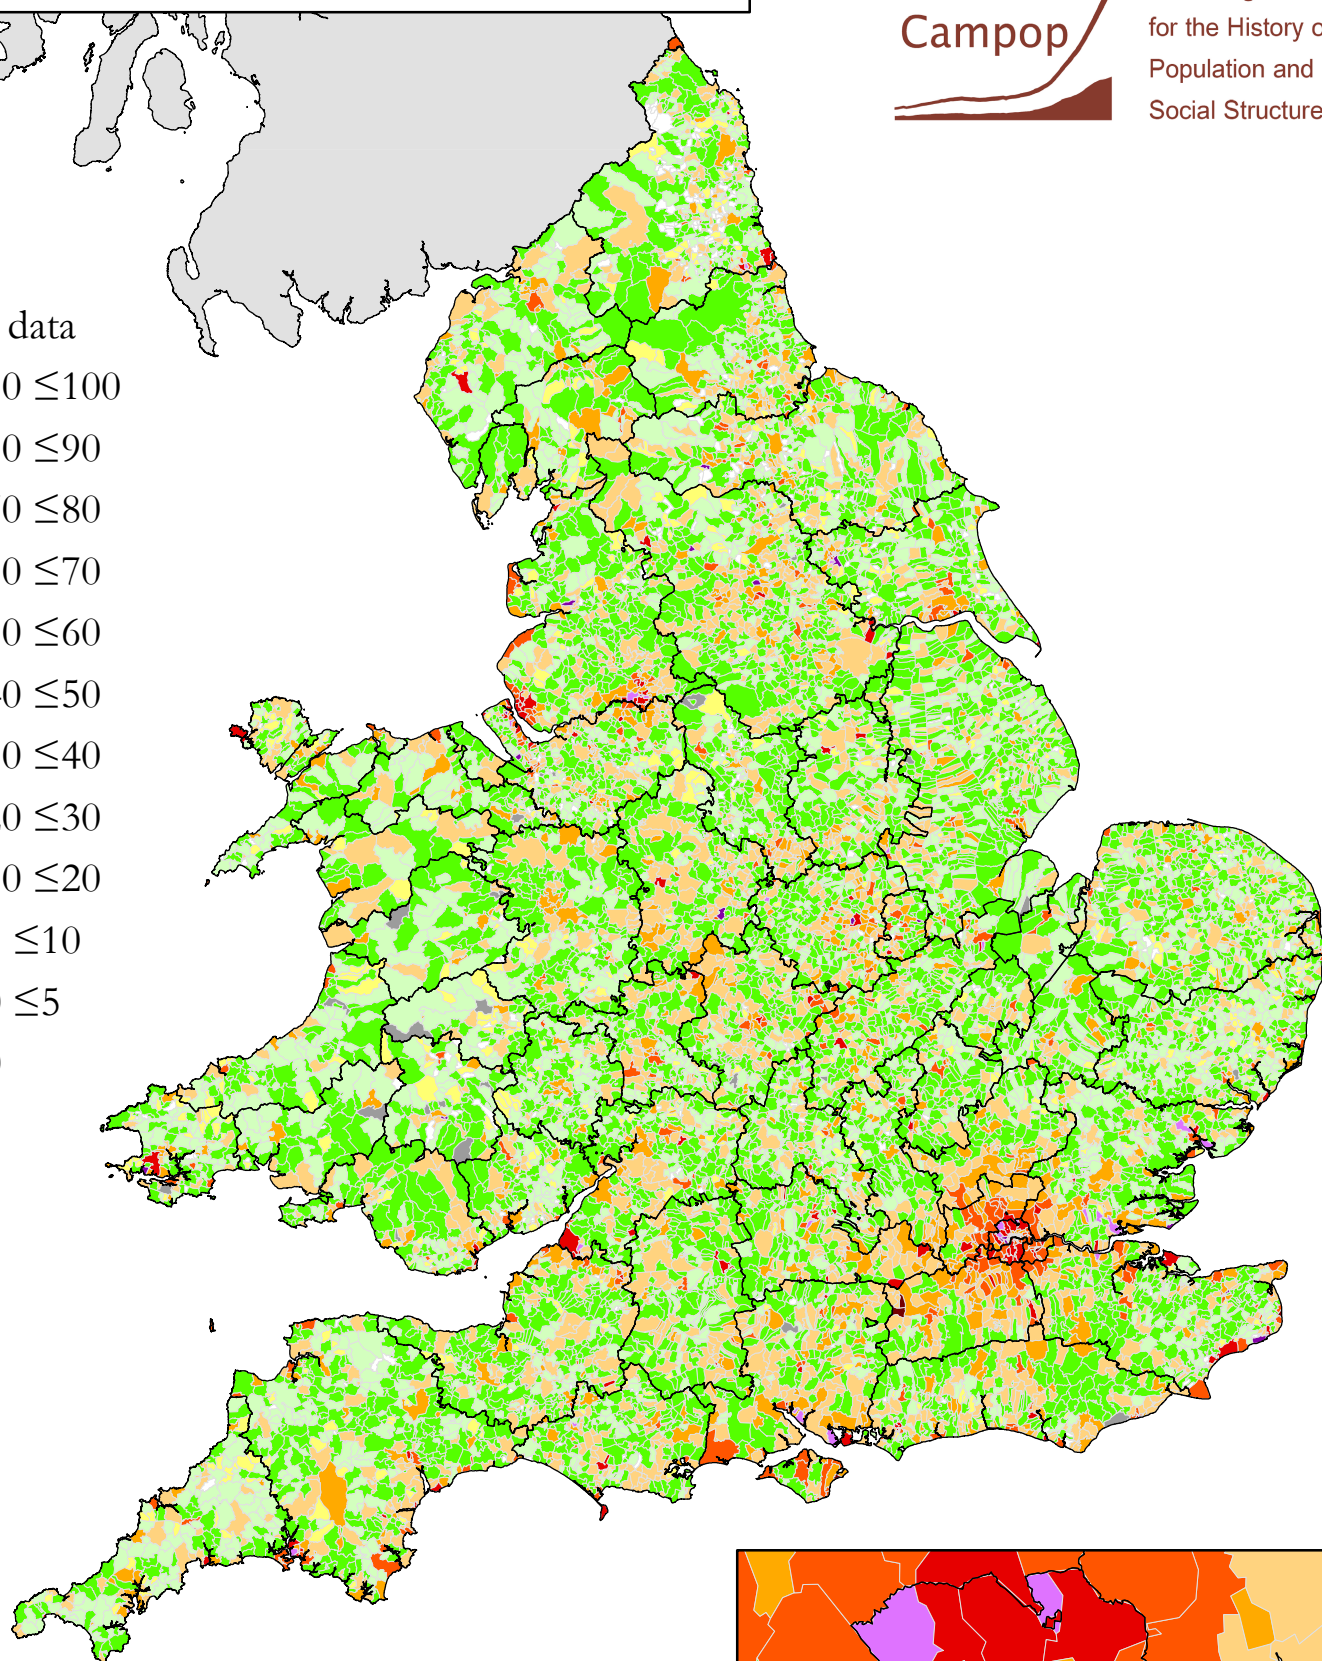 Campop
for the History
Population and
Social Structure
data
0 ≤100
0 ≤90
0 ≤80
0 ≤70
0 ≤60
0 ≤50
0 ≤40
0 ≤30
0 ≤20
≤10
≤5